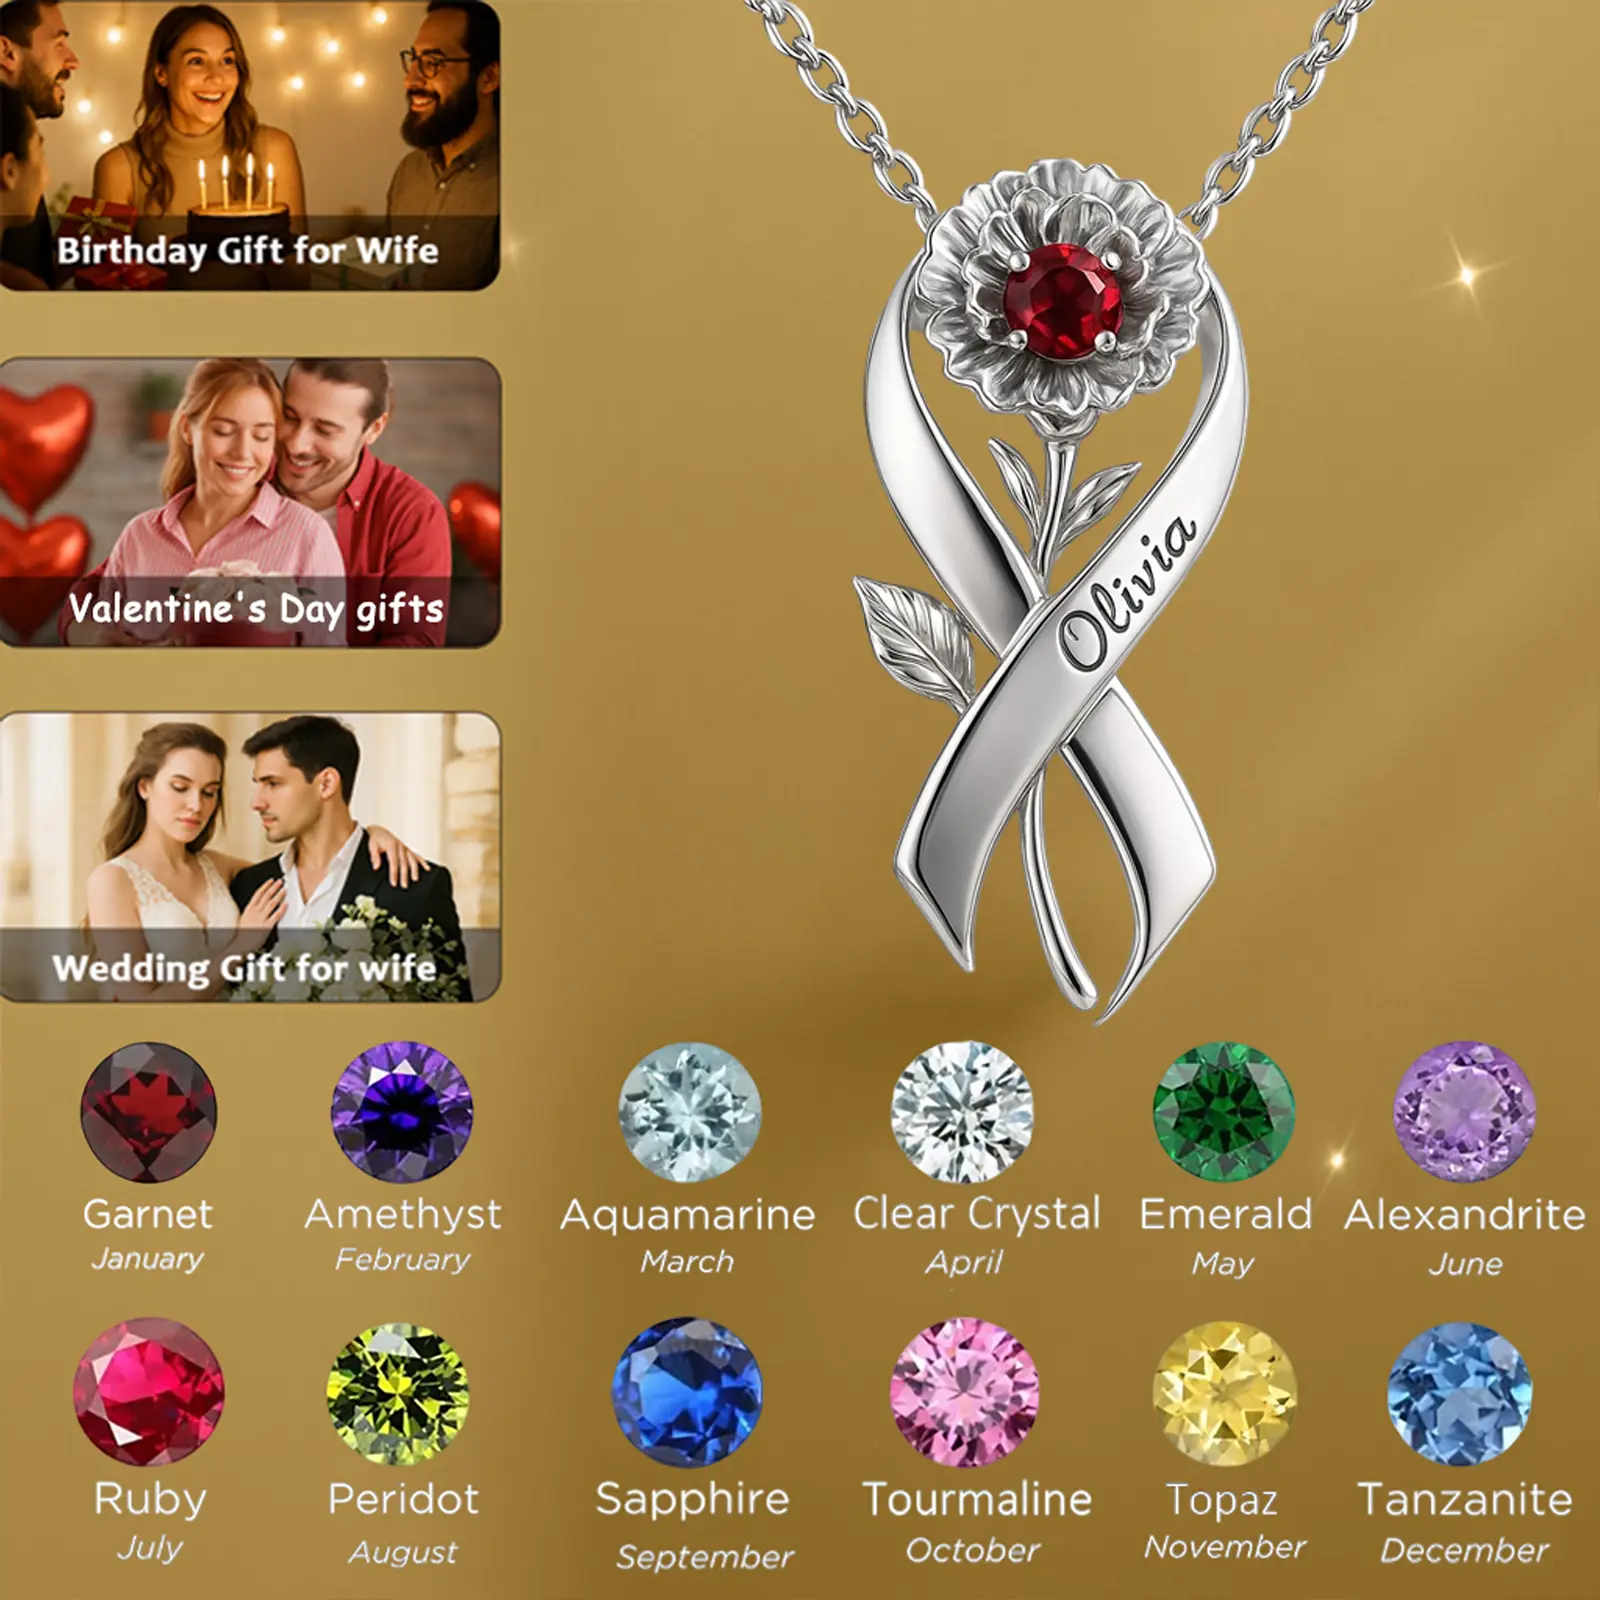 Birthday Gift for Wife
Valentine's Day gifts
Wedding Gift for wife
Olivia
Garnet
January
Amethyst
February
Aquamarine
March
Clear Crystal
April
Emerald
May
Alexandrite
June
Ruby
July
Peridot
August
Sapphire
September
Tourmaline
October
Topaz
November
Tanzanite
December